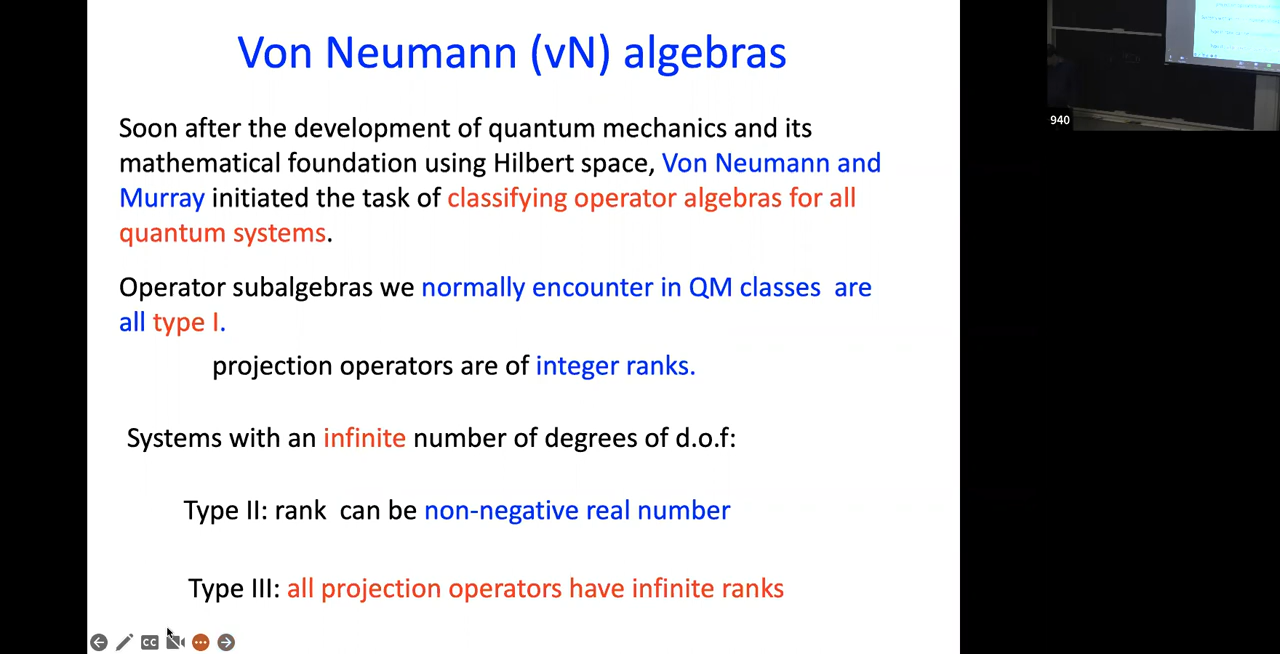 Von Neumann (vN) algebras
Soon after the development of quantum mechanics and its
mathematical foundation using Hilbert space, Von Neumann and
Murray initiated the task of classifying operator algebras for all
quantum systems.
Operator subalgebras we normally encounter in QM classes are
all type I.
projection operators are of integer ranks.
Systems with an infinite number of degrees of d.o.f:
Type II: rank can be non-negative real number
Type III: all projection operators have infinite ranks
CC
940